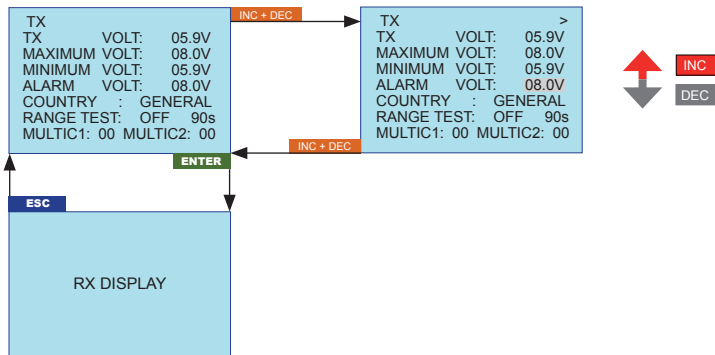 TX
TX VOLT: 05.9V
MAXIMUM VOLT: 08.0V
MINIMUM VOLT: 05.9V
ALARM VOLT: 08.0V
COUNTRY : GENERAL
RANGE TEST: OFF 90s
MULTIC1: 00 MULTIC2: 00
INC + DEC
TX >
TX VOLT: 05.9V
MAXIMUM VOLT: 08.0V
MINIMUM VOLT: 05.9V
ALARM VOLT: 08.0V
COUNTRY : GENERAL
RANGE TEST: OFF 90s
MULTIC1: 00 MULTIC2: 00
INC
DEC
INC + DEC
ENTER
ESC
RX DISPLAY